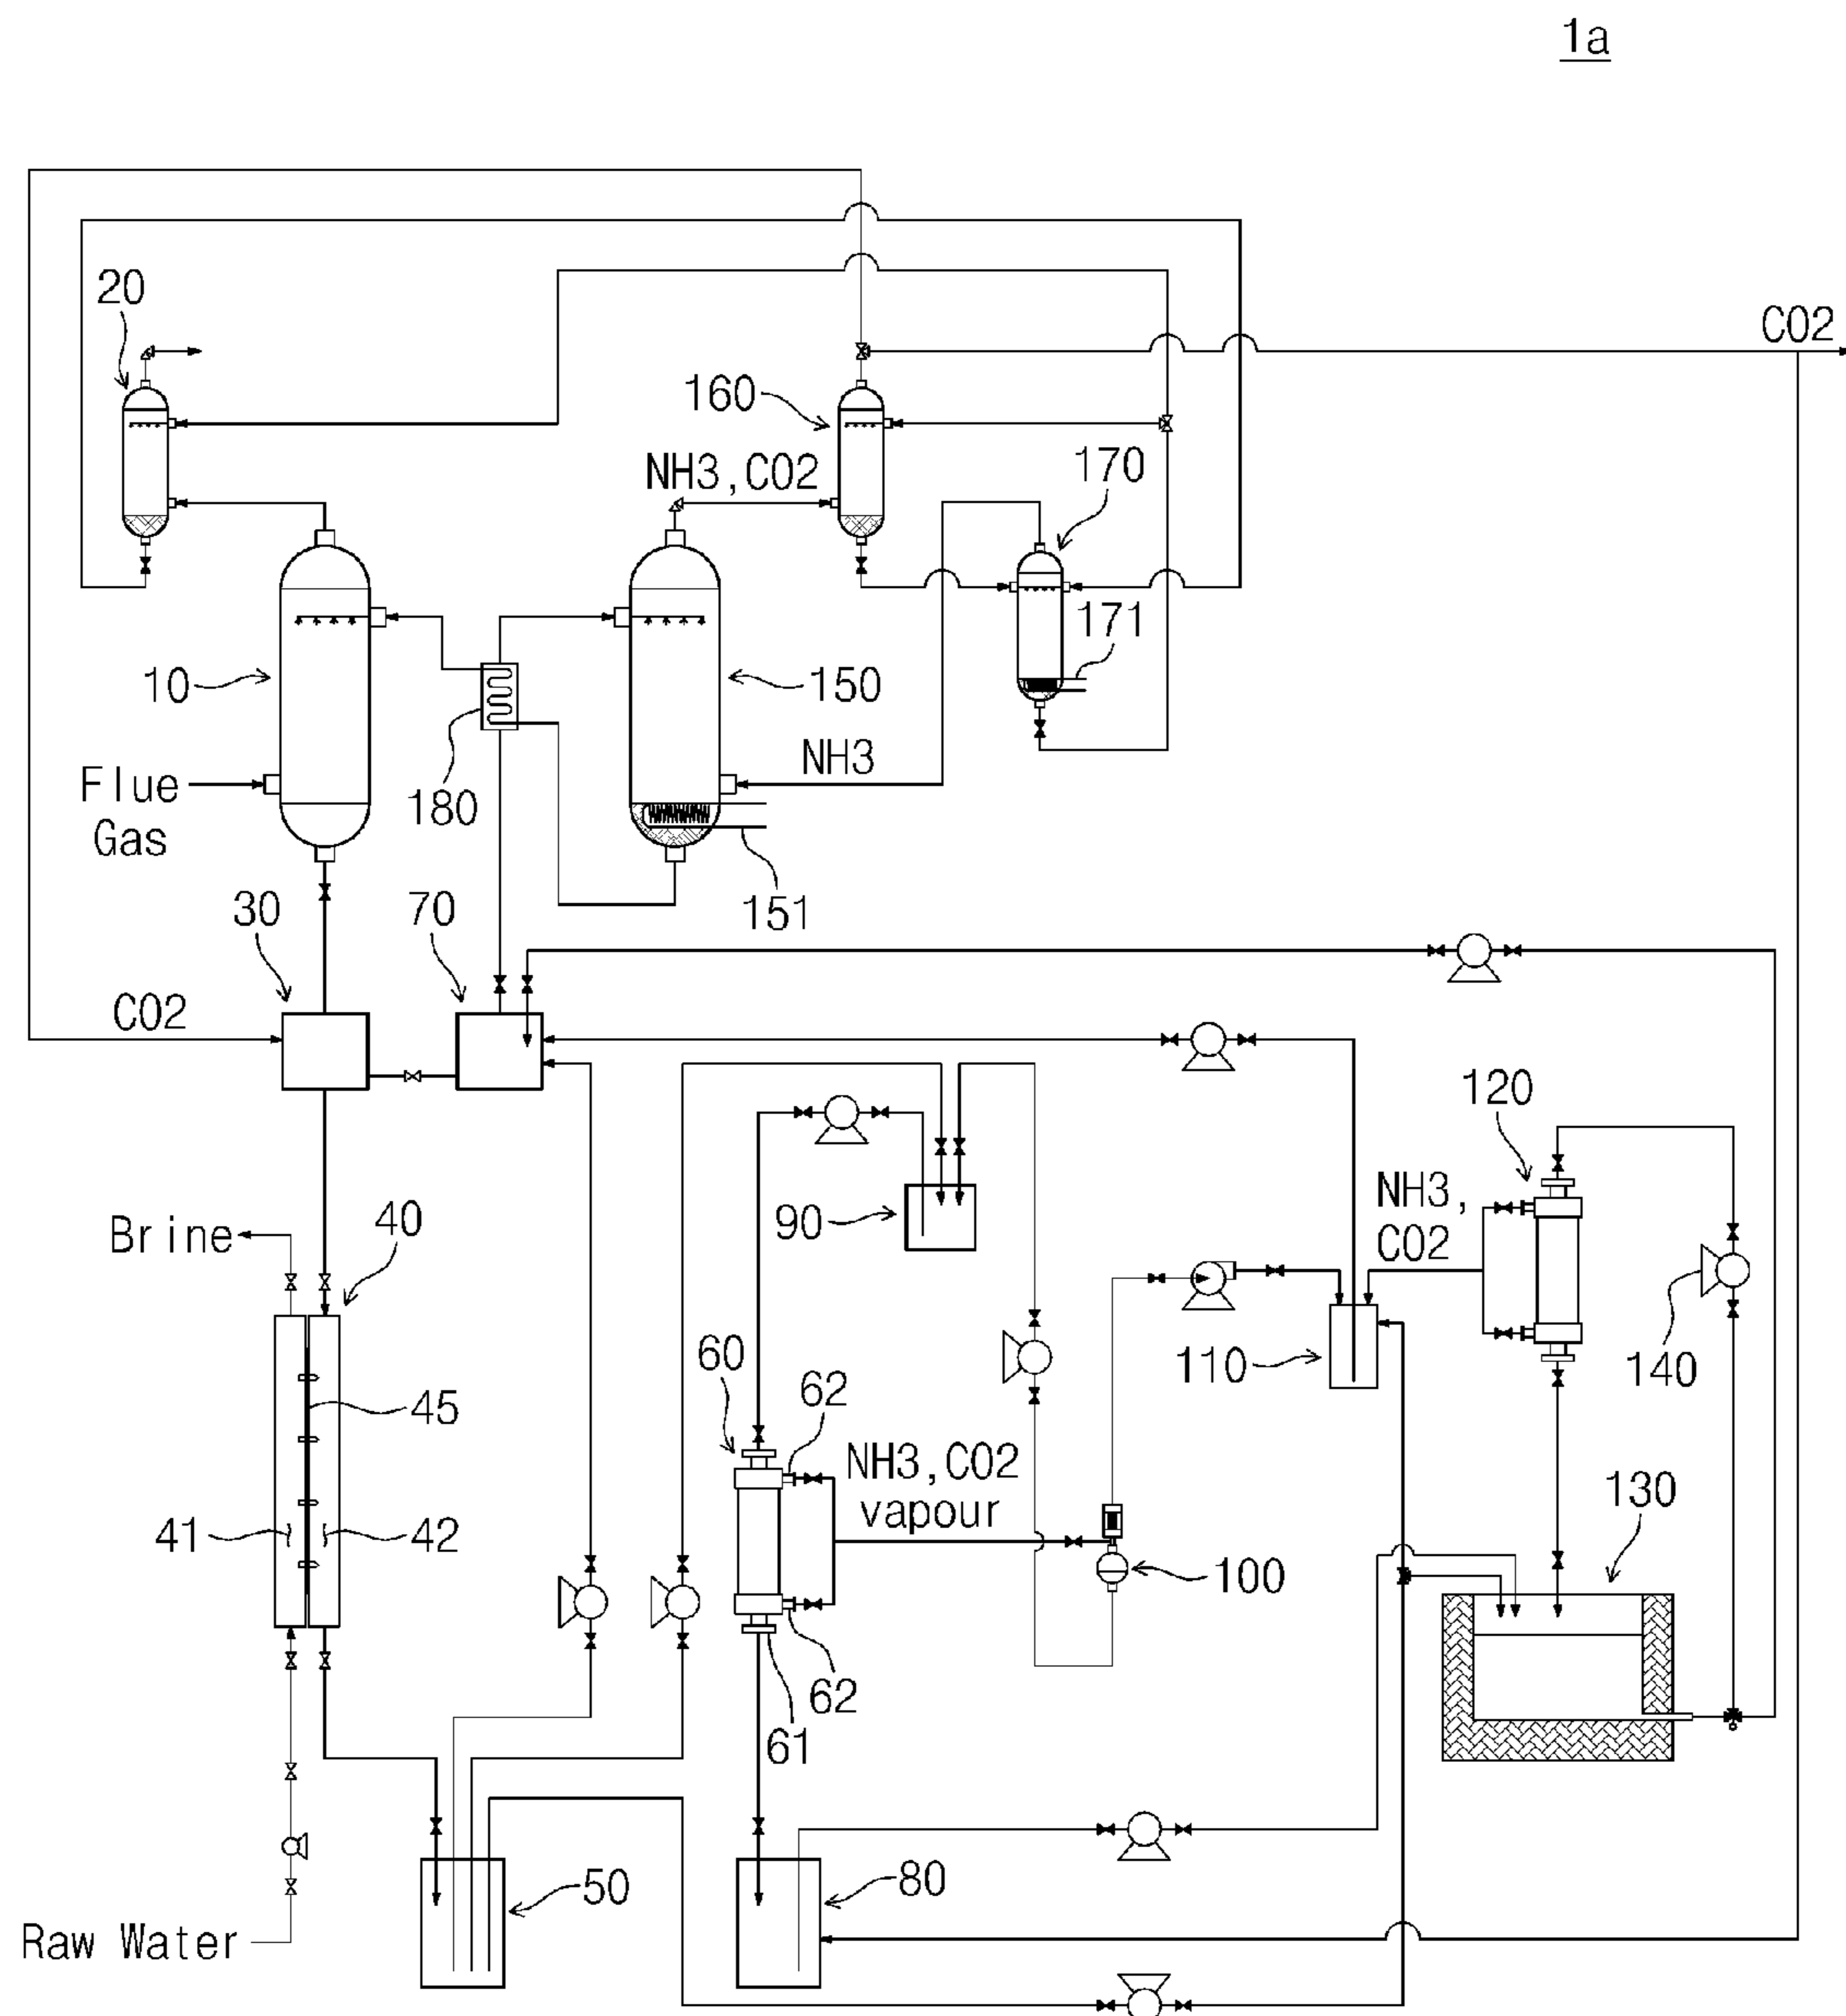 1a
20
CO2
160
NH3,CO2
170
171
10
150
180
NH3
Flue
Gas
151
30
70
CO2
120
NH3,
CO2
Brine
40
90
60
110
140
62
45
NH3,CO2
vapour
130
41
42
100
62
61
50
80
Raw Water